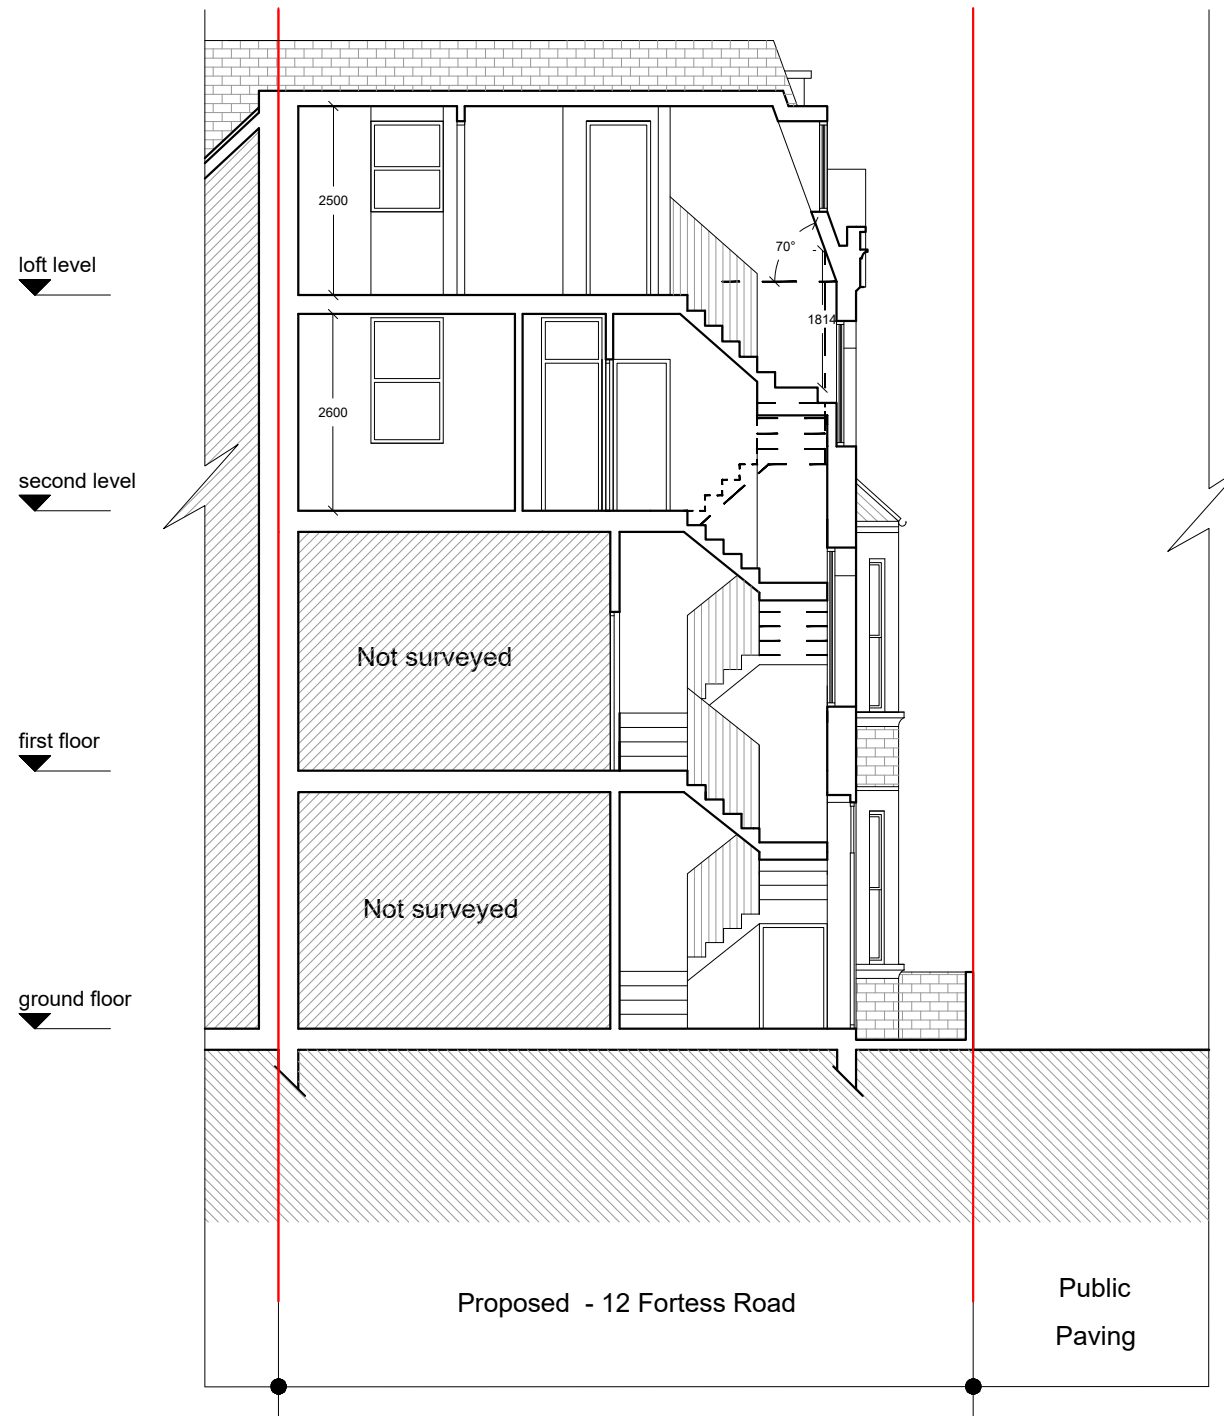 2500
70°
loft level
1814
2600
second level
Not surveyed
first floor
Not surveyed
ground floor
Proposed - 12 Fortess Road
Public
Paving